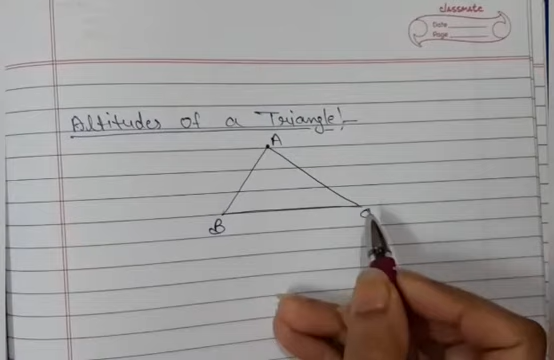 classmate
Date
Page
Altitudes of a Triangle:-
A
B
C